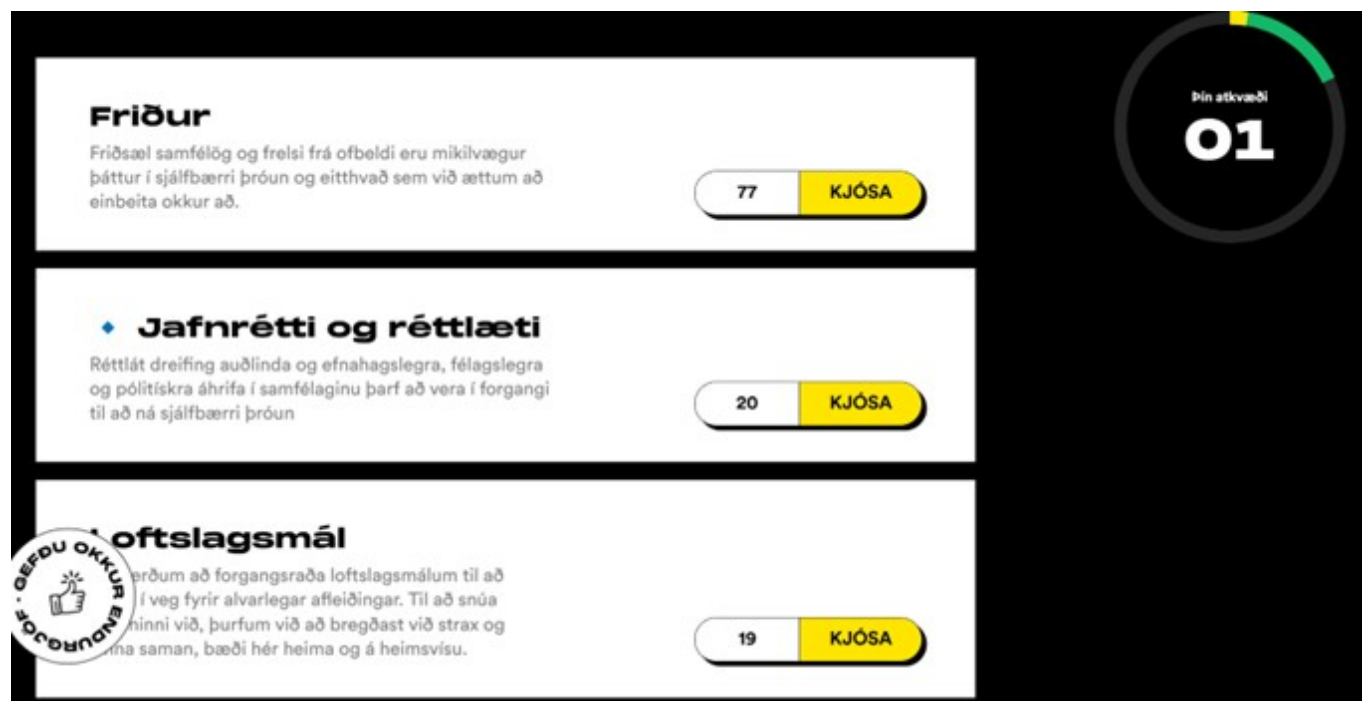 Friður
Friðsæl samfélög og frelsi frá ofbeldi eru mikilvægur
þáttur í sjálfbærri þróun og eitthvað sem við ættum að
einbeita okkur að.
77 KJÓSA
Þín atkvæði
01
Jafnrétti og réttlæti
Réttlát dreifing auðlinda og efnahagslegra, félagslegra
og pólitískra áhrifa í samfélaginu þarf að vera í forgangi
til að ná sjálfbærri þróun
20 KJÓSA
Loftslagsmál
að forgangsraða loftslagsmálum til að
í veg fyrir alvarlegar afleiðingar. Til að snúa
við, þurfum við að bregðast við strax og
saman, bæði hér heima og á heimsvísu.
19 KJÓSA
GEFÐU OKKUR ENDURGJÖF